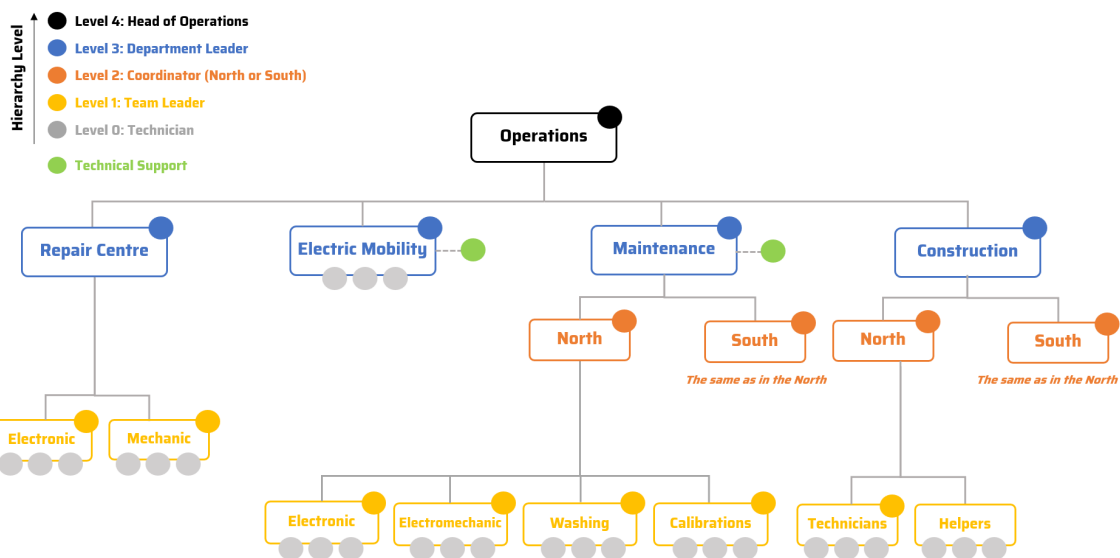 Hierarchy Level
Level 4: Head of Operations
Level 3: Department Leader
Level 2: Coordinator (North or South)
Level 1: Team Leader
Level 0: Technician
Technical Support
Operations
Repair Centre
Electric Mobility
Maintenance
Construction
North
South
North
South
The same as in the North
The same as in the North
Electronic
Mechanic
Electronic
Electromechanic
Washing
Calibrations
Technicians
Helpers